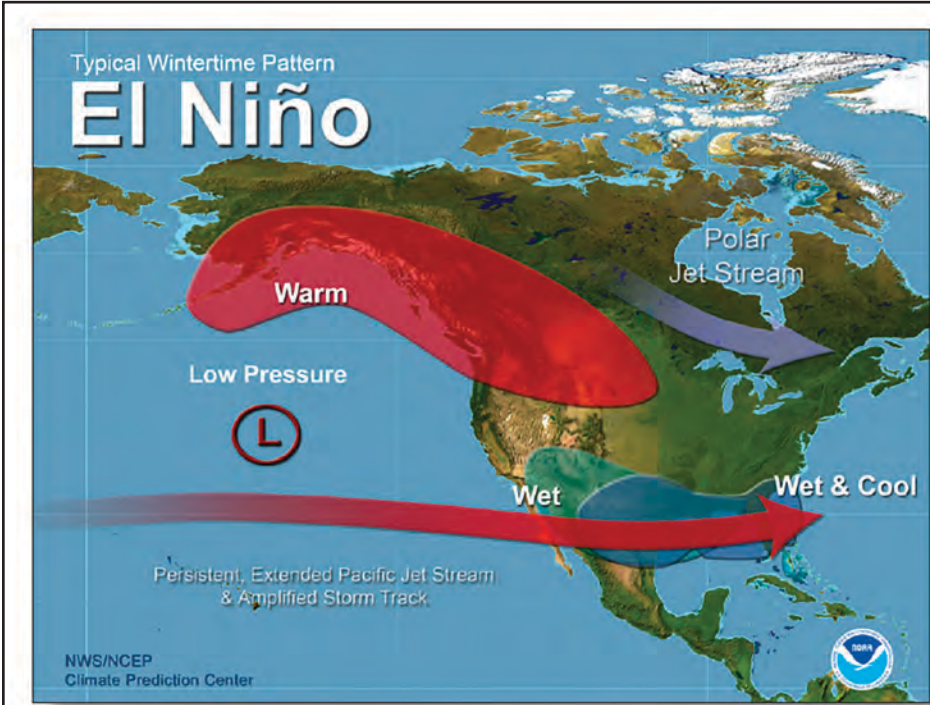 Typical Wintertime Pattern
El Niño
Polar
Jet Stream
Warm
Low Pressure
L
Wet
Wet & Cool
Persistent, Extended Pacific Jet Stream
& Amplified Storm Track
NWS/NCEP
Climate Prediction Center
NOAA